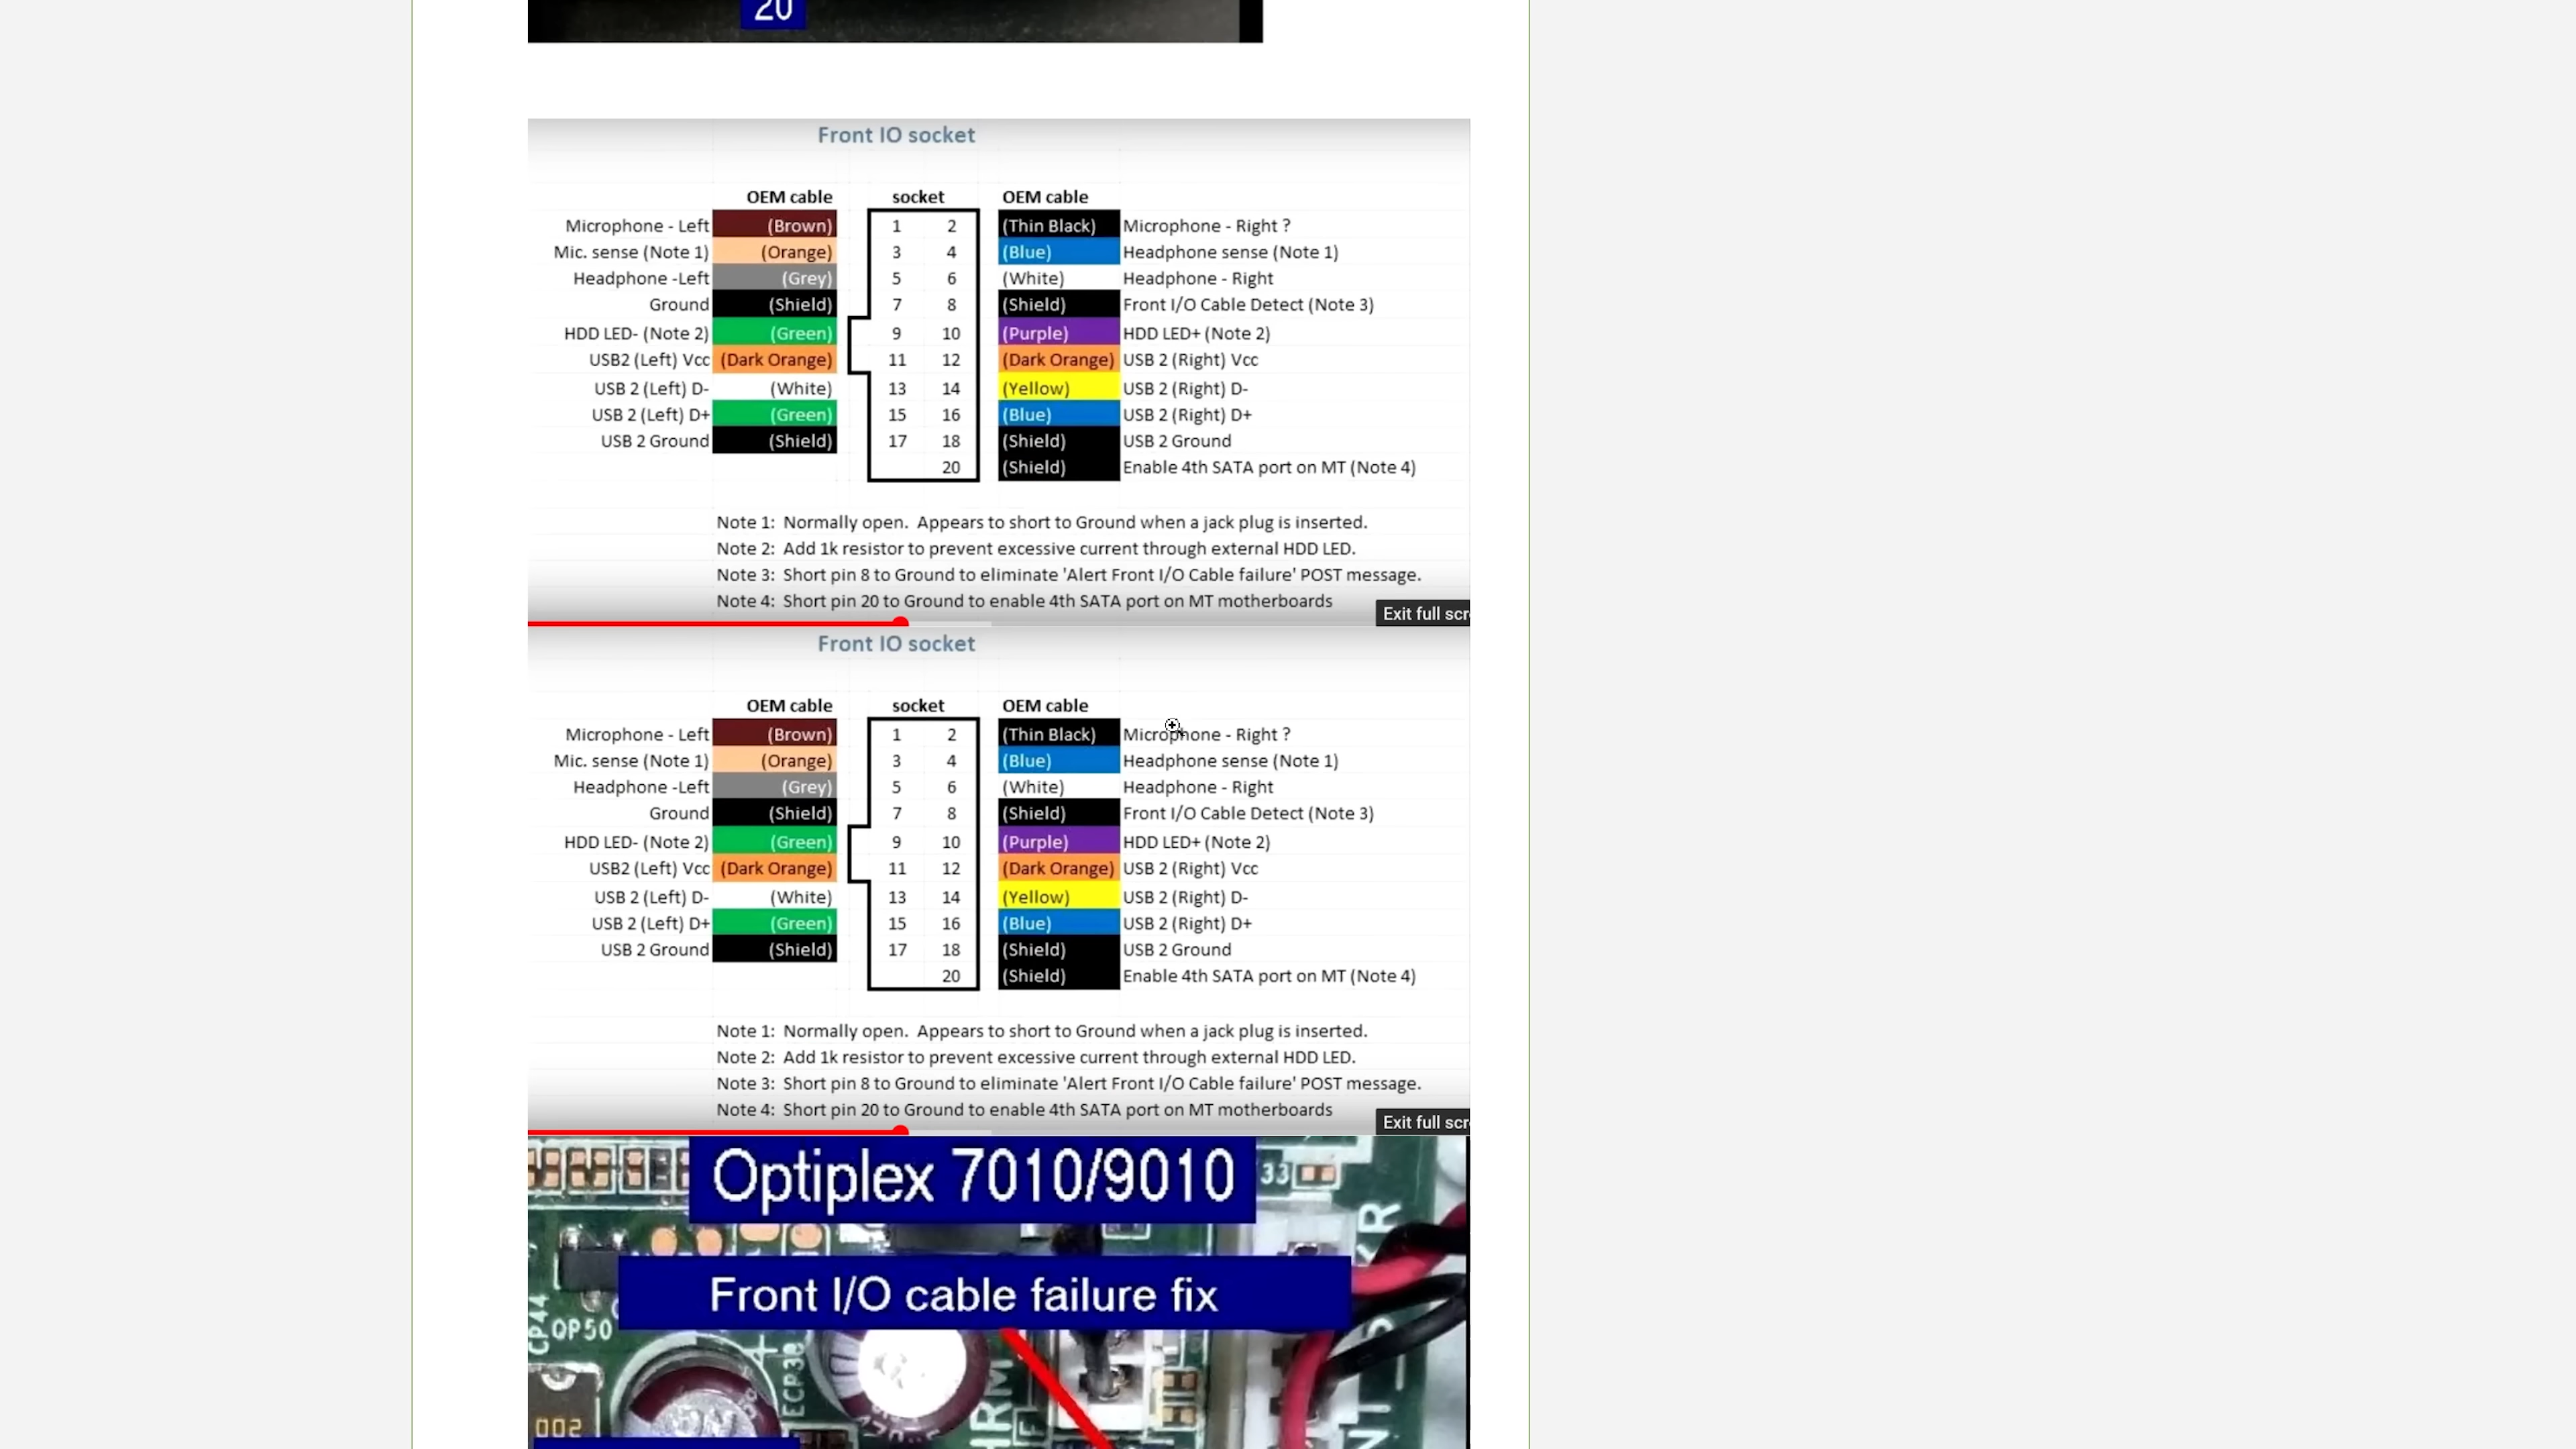 20
Front IO socket
OEM cable socket OEM cable
Microphone - Left (Brown) 1 2 (Thin Black) Microphone - Right ?
Mic. sense (Note 1) (Orange) 3 4 (Blue) Headphone sense (Note 1)
Headphone -Left (Grey) 5 6 (White) Headphone - Right
Ground (Shield) 7 8 (Shield) Front I/O Cable Detect (Note 3)
HDD LED- (Note 2) (Green) 9 10 (Purple) HDD LED+ (Note 2)
USB2 (Left) Vcc (Dark Orange) 11 12 (Dark Orange) USB 2 (Right) Vcc
USB 2 (Left) D- (White) 13 14 (Yellow) USB 2 (Right) D-
USB 2 (Left) D+ (Green) 15 16 (Blue) USB 2 (Right) D+
USB 2 Ground (Shield) 17 18 (Shield) USB 2 Ground
20 (Shield) Enable 4th SATA port on MT (Note 4)
Note 1: Normally open. Appears to short to Ground when a jack plug is inserted.
Note 2: Add 1k resistor to prevent excessive current through external HDD LED.
Note 3: Short pin 8 to Ground to eliminate 'Alert Front I/O Cable failure' POST message.
Note 4: Short pin 20 to Ground to enable 4th SATA port on MT motherboards
Exit full scr
Front IO socket
OEM cable socket OEM cable
Microphone - Left (Brown) 1 2 (Thin Black) Microphone - Right ?
Mic. sense (Note 1) (Orange) 3 4 (Blue) Headphone sense (Note 1)
Headphone -Left (Grey) 5 6 (White) Headphone - Right
Ground (Shield) 7 8 (Shield) Front I/O Cable Detect (Note 3)
HDD LED- (Note 2) (Green) 9 10 (Purple) HDD LED+ (Note 2)
USB2 (Left) Vcc (Dark Orange) 11 12 (Dark Orange) USB 2 (Right) Vcc
USB 2 (Left) D- (White) 13 14 (Yellow) USB 2 (Right) D-
USB 2 (Left) D+ (Green) 15 16 (Blue) USB 2 (Right) D+
USB 2 Ground (Shield) 17 18 (Shield) USB 2 Ground
20 (Shield) Enable 4th SATA port on MT (Note 4)
Note 1: Normally open. Appears to short to Ground when a jack plug is inserted.
Note 2: Add 1k resistor to prevent excessive current through external HDD LED.
Note 3: Short pin 8 to Ground to eliminate 'Alert Front I/O Cable failure' POST message.
Note 4: Short pin 20 to Ground to enable 4th SATA port on MT motherboards
Exit full scr
Optiplex 7010/9010
33
Front I/O cable failure fix
CP44
QP50
ECP3
002